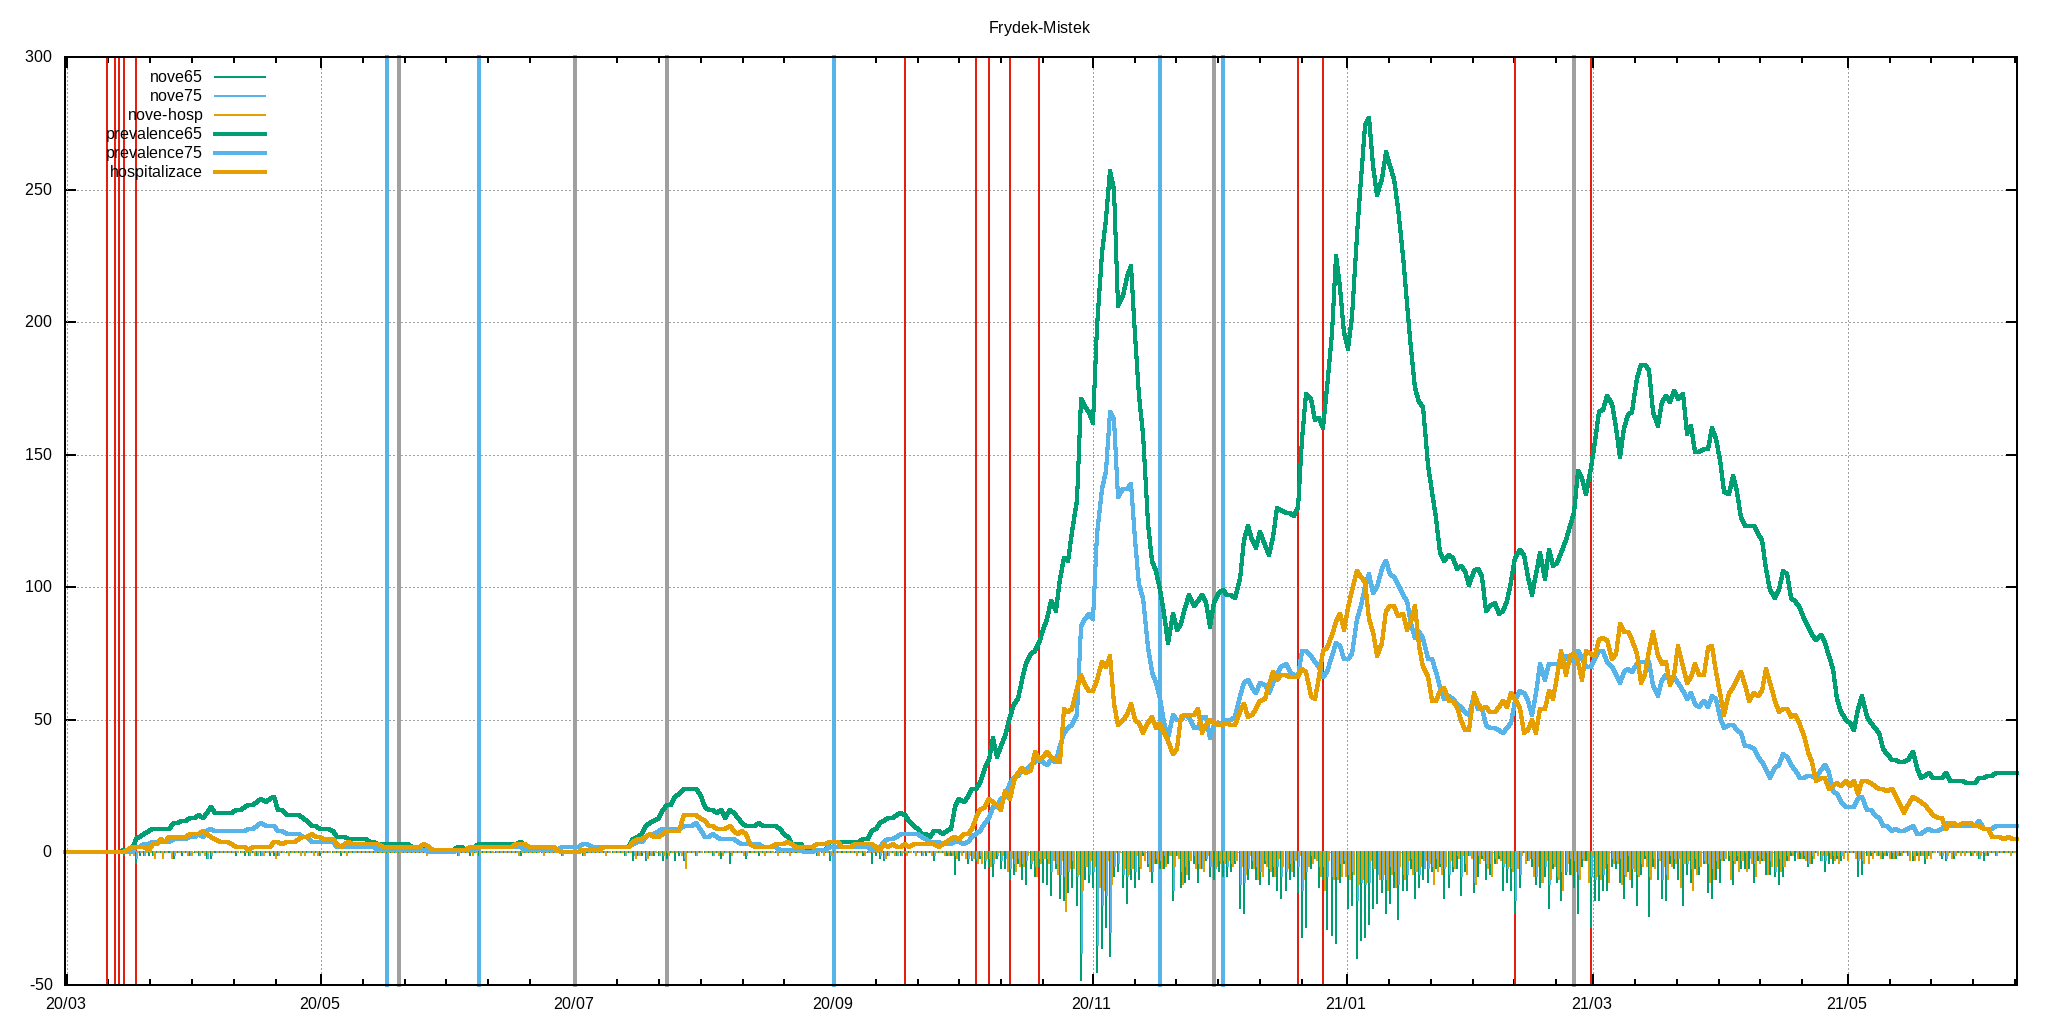 Frydek-Mistek
300
250
200
150
100
50
0
-50
nove65
nove75
nove-hosp
prevalence65
prevalence75
hospitalizace
20/03 20/05 20/07 20/09 20/11 21/01 21/03 21/05